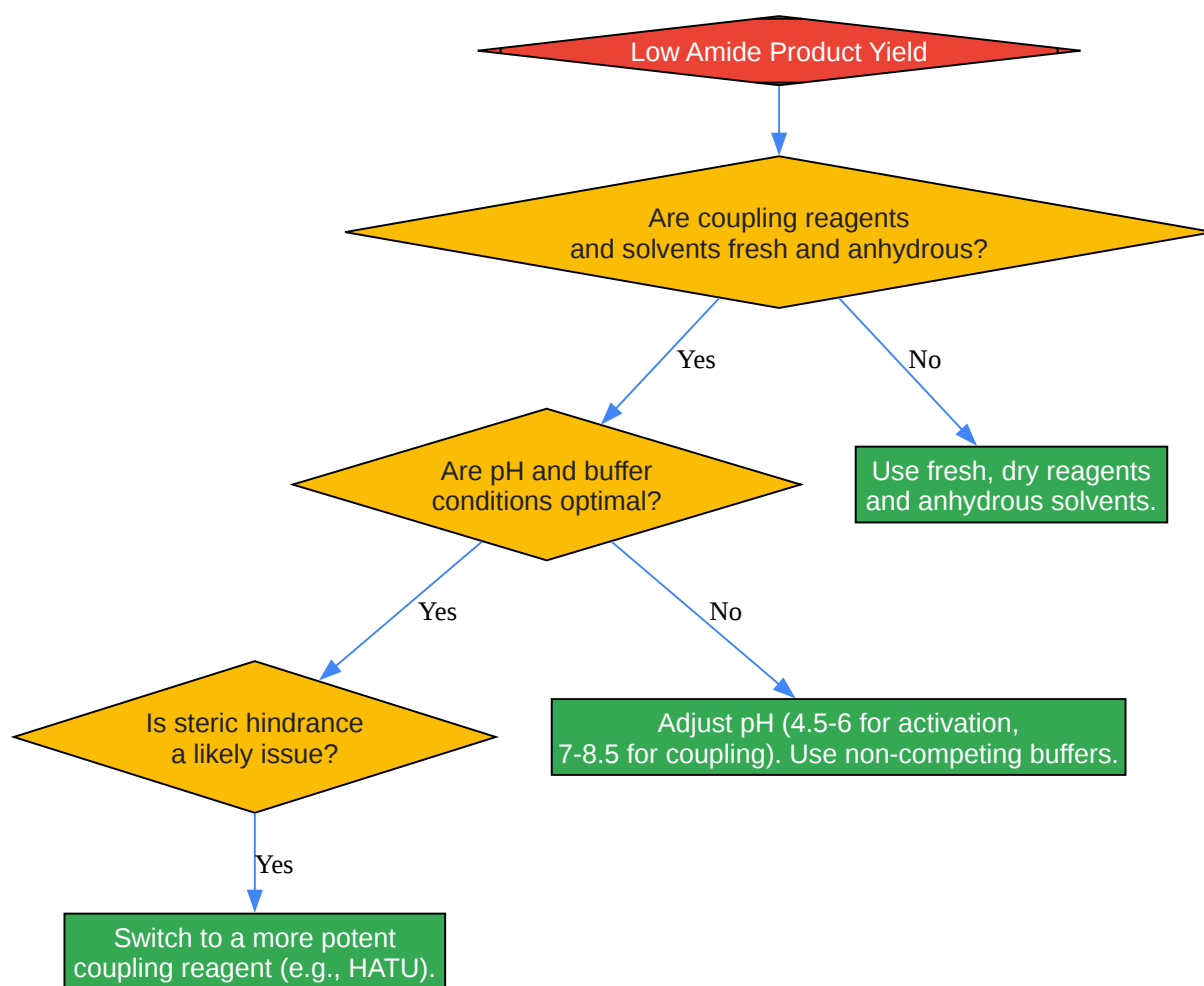 Low Amide Product Yield
Are coupling reagents
and solvents fresh and anhydrous?
Yes
No
Are pH and buffer
conditions optimal?
Use fresh, dry reagents
and anhydrous solvents.
Yes
No
Is steric hindrance
a likely issue?
Adjust pH (4.5-6 for activation,
7-8.5 for coupling). Use non-competing buffers.
Yes
Switch to a more potent
coupling reagent (e.g., HATU).